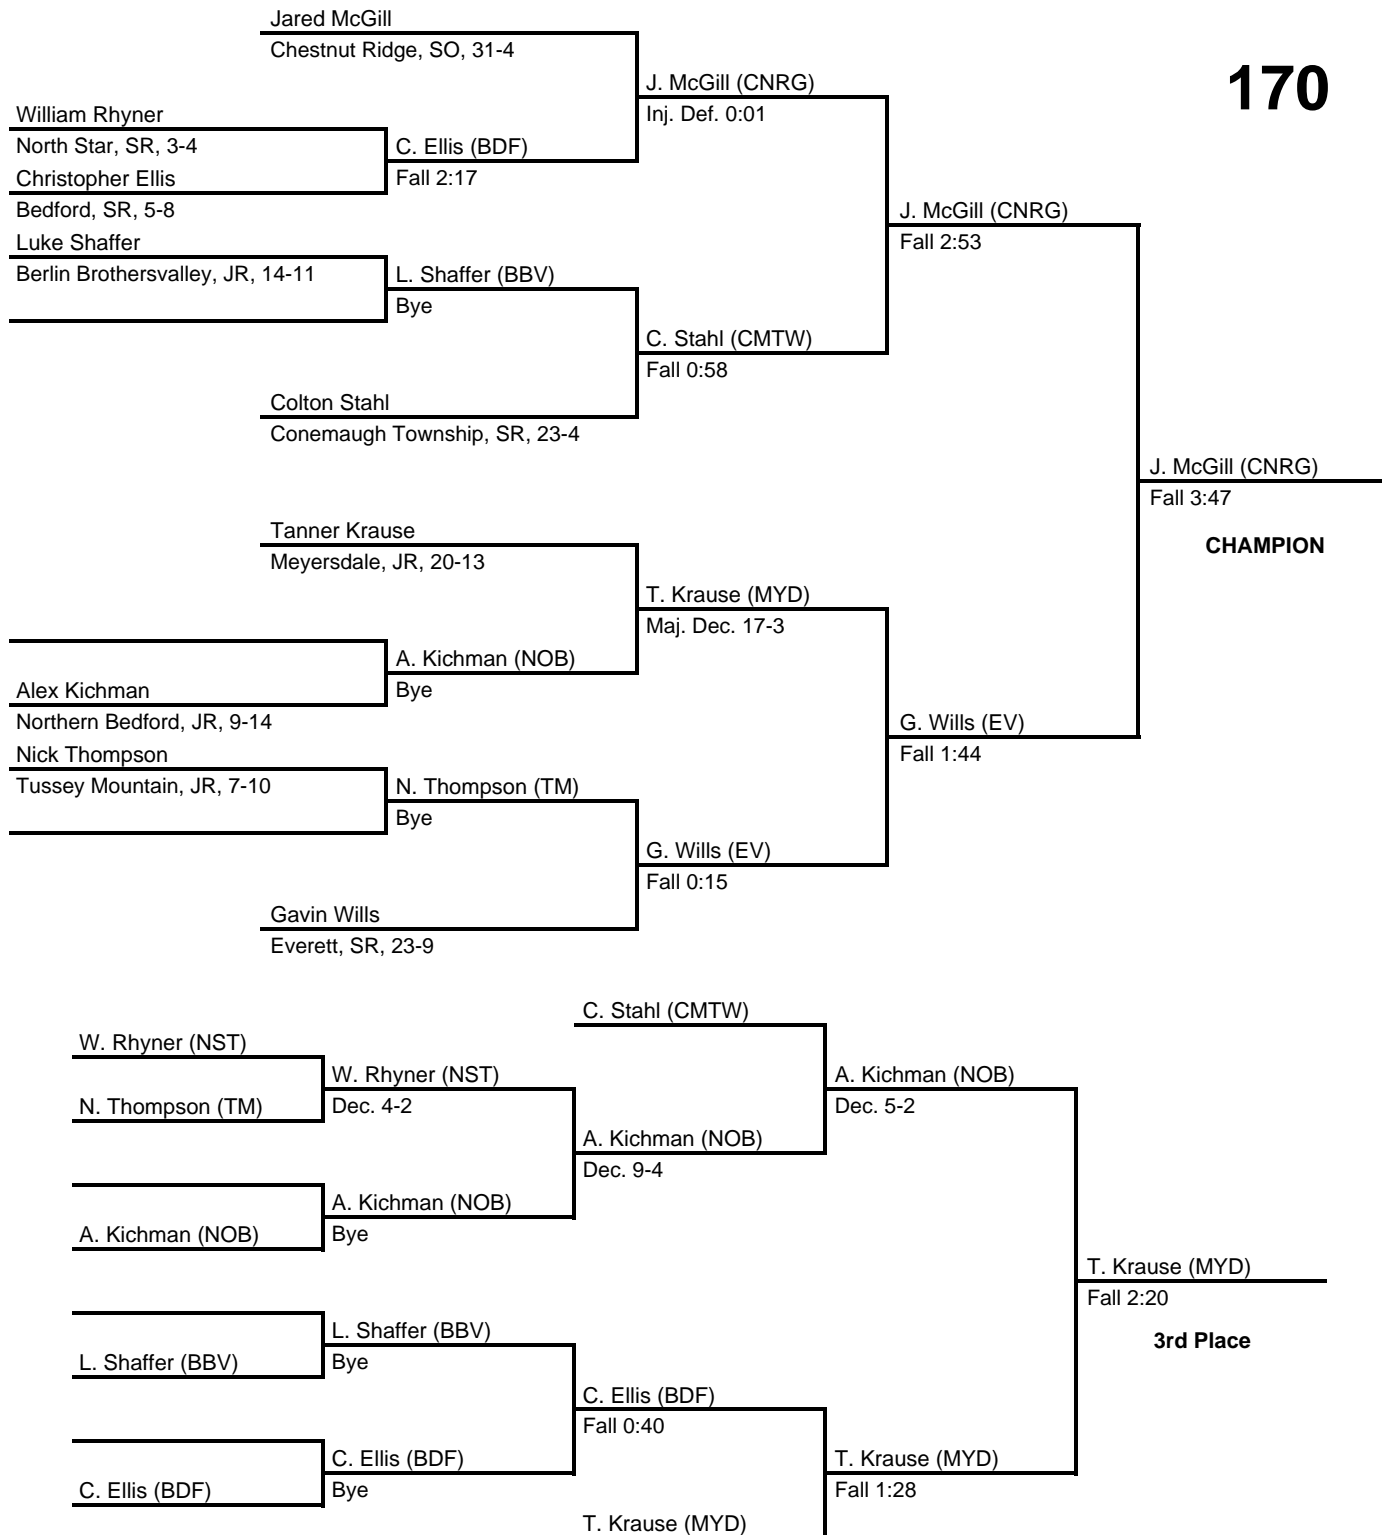 Jared McGill
Chestnut Ridge, SO, 31-4
170
J. McGill (CNRG)
Inj. Def. 0:01
William Rhyner
North Star, SR, 3-4
C. Ellis (BDF)
Fall 2:17
Christopher Ellis
Bedford, SR, 5-8
J. McGill (CNRG)
Fall 2:53
Luke Shaffer
Berlin Brothersvalley, JR, 14-11
L. Shaffer (BBV)
Bye
C. Stahl (CMTW)
Fall 0:58
Colton Stahl
Conemaugh Township, SR, 23-4
J. McGill (CNRG)
Fall 3:47
CHAMPION
Tanner Krause
Meyersdale, JR, 20-13
T. Krause (MYD)
Maj. Dec. 17-3
A. Kichman (NOB)
Bye
Alex Kichman
Northern Bedford, JR, 9-14
G. Wills (EV)
Fall 1:44
Nick Thompson
Tussey Mountain, JR, 7-10
N. Thompson (TM)
Bye
G. Wills (EV)
Fall 0:15
Gavin Wills
Everett, SR, 23-9
C. Stahl (CMTW)
W. Rhyner (NST)
W. Rhyner (NST)
Dec. 4-2
N. Thompson (TM)
A. Kichman (NOB)
Dec. 5-2
A. Kichman (NOB)
Dec. 9-4
A. Kichman (NOB)
Bye
A. Kichman (NOB)
T. Krause (MYD)
Fall 2:20
3rd Place
L. Shaffer (BBV)
Bye
L. Shaffer (BBV)
C. Ellis (BDF)
Fall 0:40
C. Ellis (BDF)
Bye
C. Ellis (BDF)
T. Krause (MYD)
Fall 1:28
T. Krause (MYD)